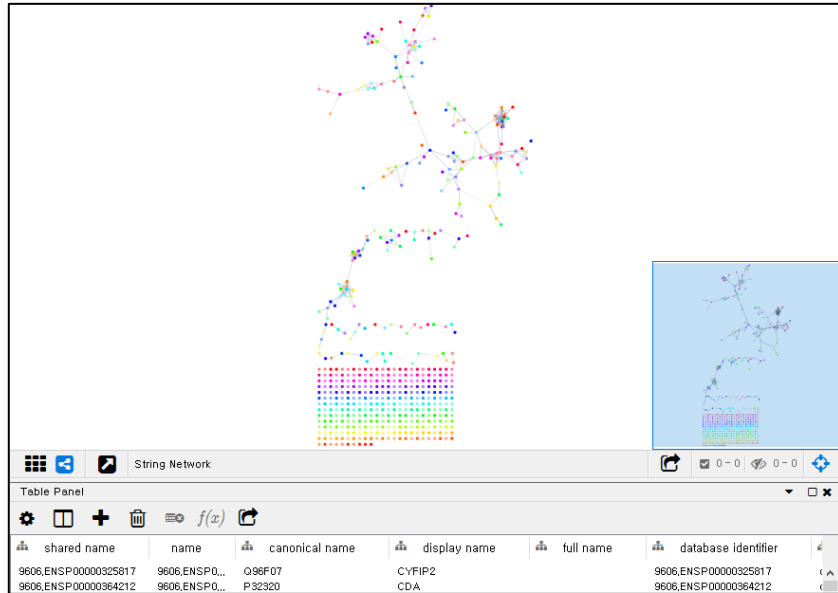 String Network
0 - 0
0 - 0
Table Panel
f(x)
shared name name canonical name display name full name database identifier
9606,ENSP00000325817 9606,ENSP0... Q96F07 CYFIP2 9606,ENSP00000325817
9606,ENSP00000364212 9606,ENSP0... P32320 CDA 9606,ENSP00000364212